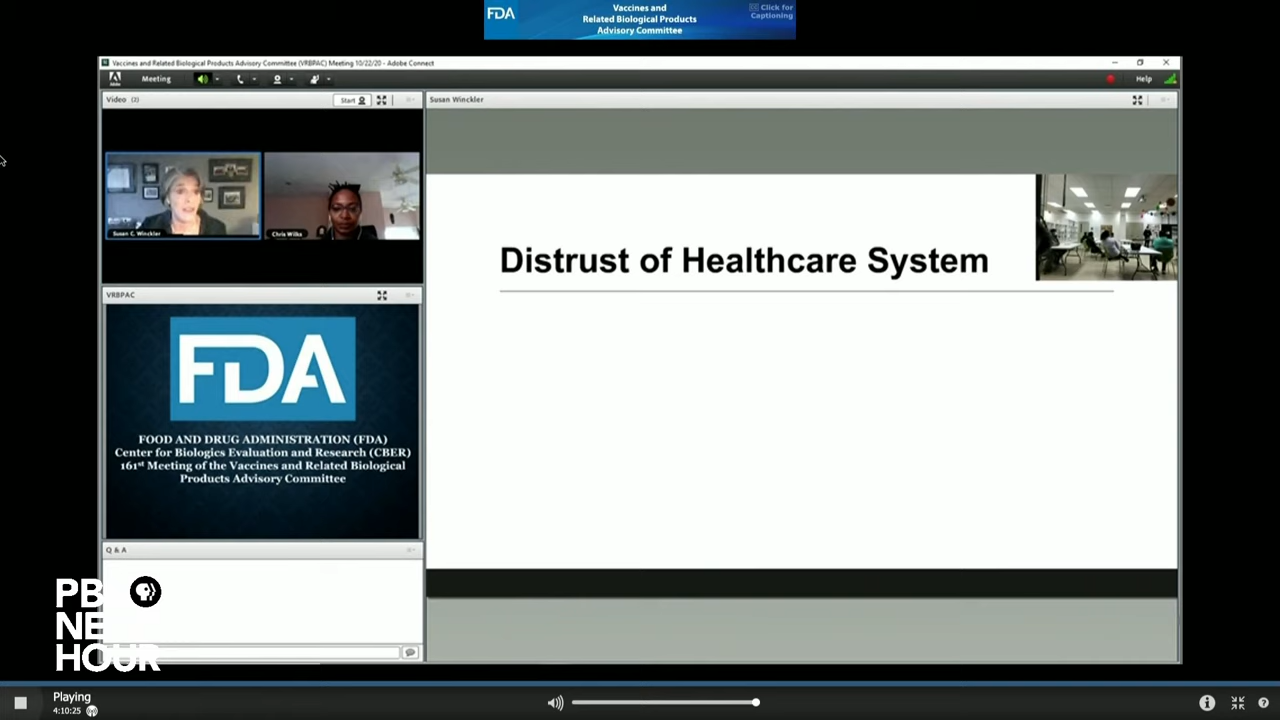 FDA
Vaccines and
Related Biological Products
Advisory Committee
CC Click for
Captioning
Vaccines and Related Biological Products Advisory Committee (VRBPAC) Meeting 10/22/20 - Adobe Connect
Meeting
Help
Video (2)
Start
Susan Winckler
Susan C. Winckler
Chris Wilks
Distrust of Healthcare System
VRBPAC
FDA
FOOD AND DRUG ADMINISTRATION (FDA)
Center for Biologics Evaluation and Research (CBER)
161st Meeting of the Vaccines and Related Biological
Products Advisory Committee
Q & A
PBS
NEWS
HOUR
Playing
4:10:25